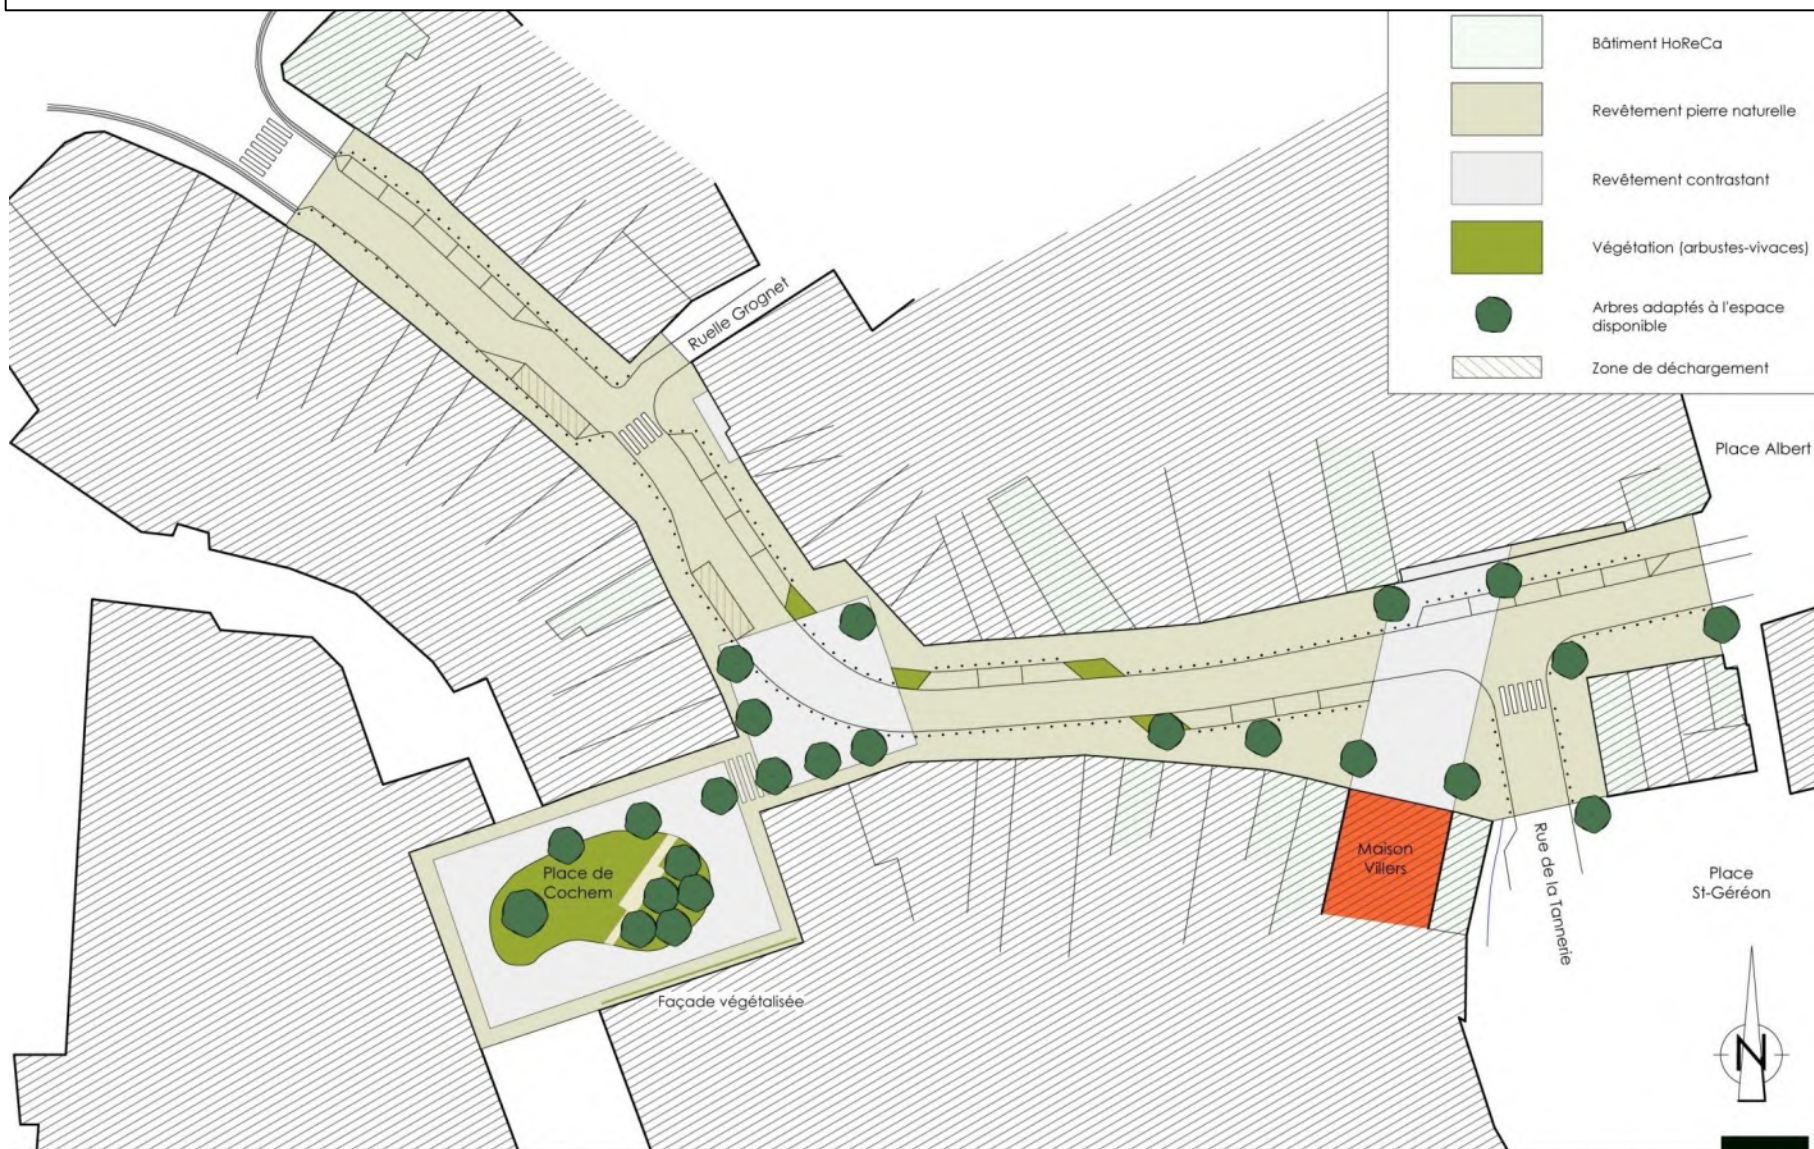 Bâtiment HoReCa
Revêtement pierre naturelle
Revêtement contrastant
Végétation (arbustes-vivaces)
Arbres adaptés à l'espace
disponible
Zone de déchargement
Ruelle Grognet
Place Albert
Place de
Cochem
Maison
Villers
Rue de la Tannerie
Place
St-Géréon
Façade végétalisée
N